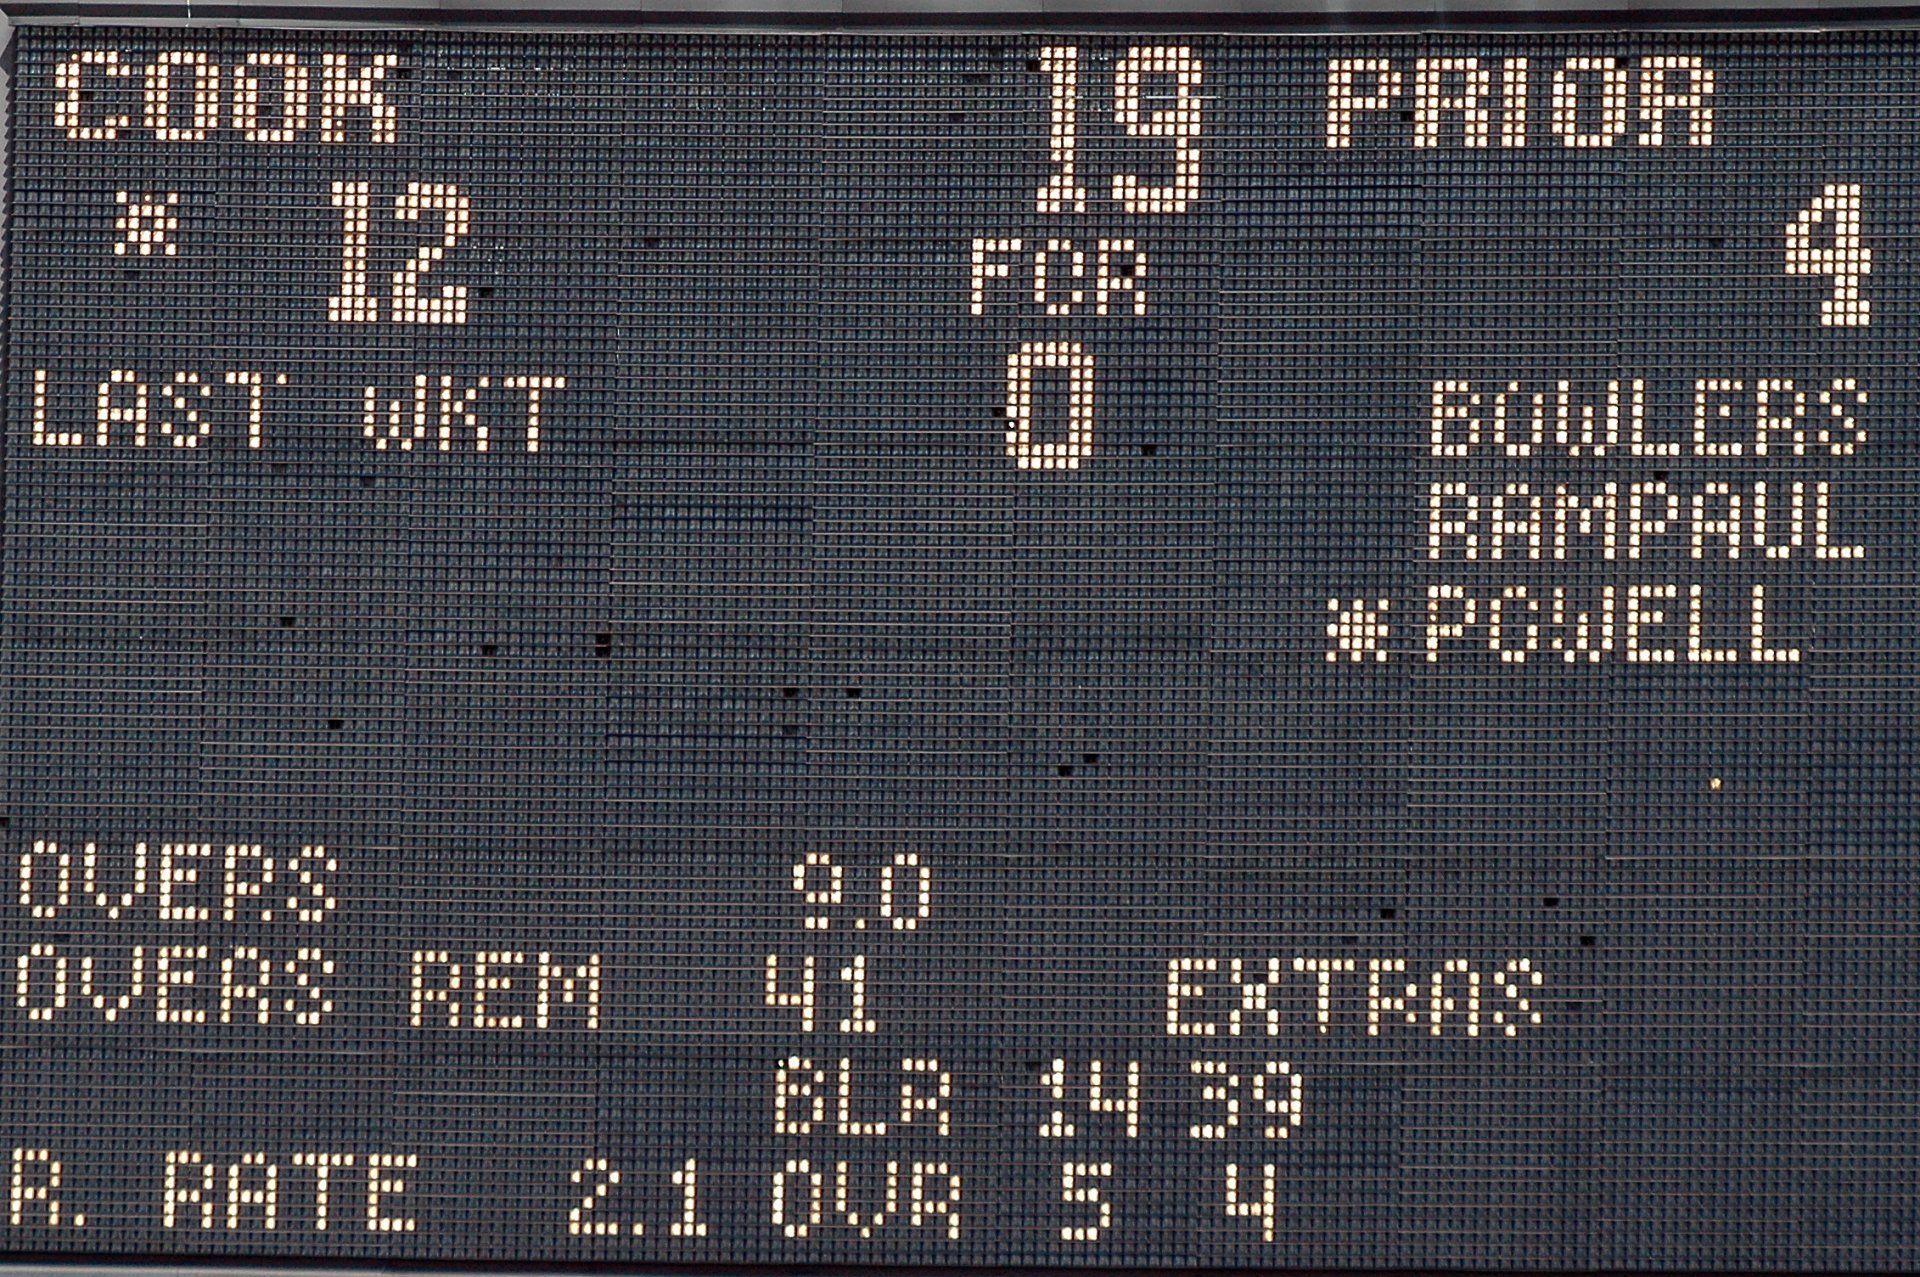 COOK 19 PRIOR
* 12 FOR 4
0
LAST WKT BOWLERS
RAMPAUL
* POWELL
OVERS 9.0
OVERS REM 41 EXTRAS
BLR 14 39
R. RATE 2.1 OVR 5 4